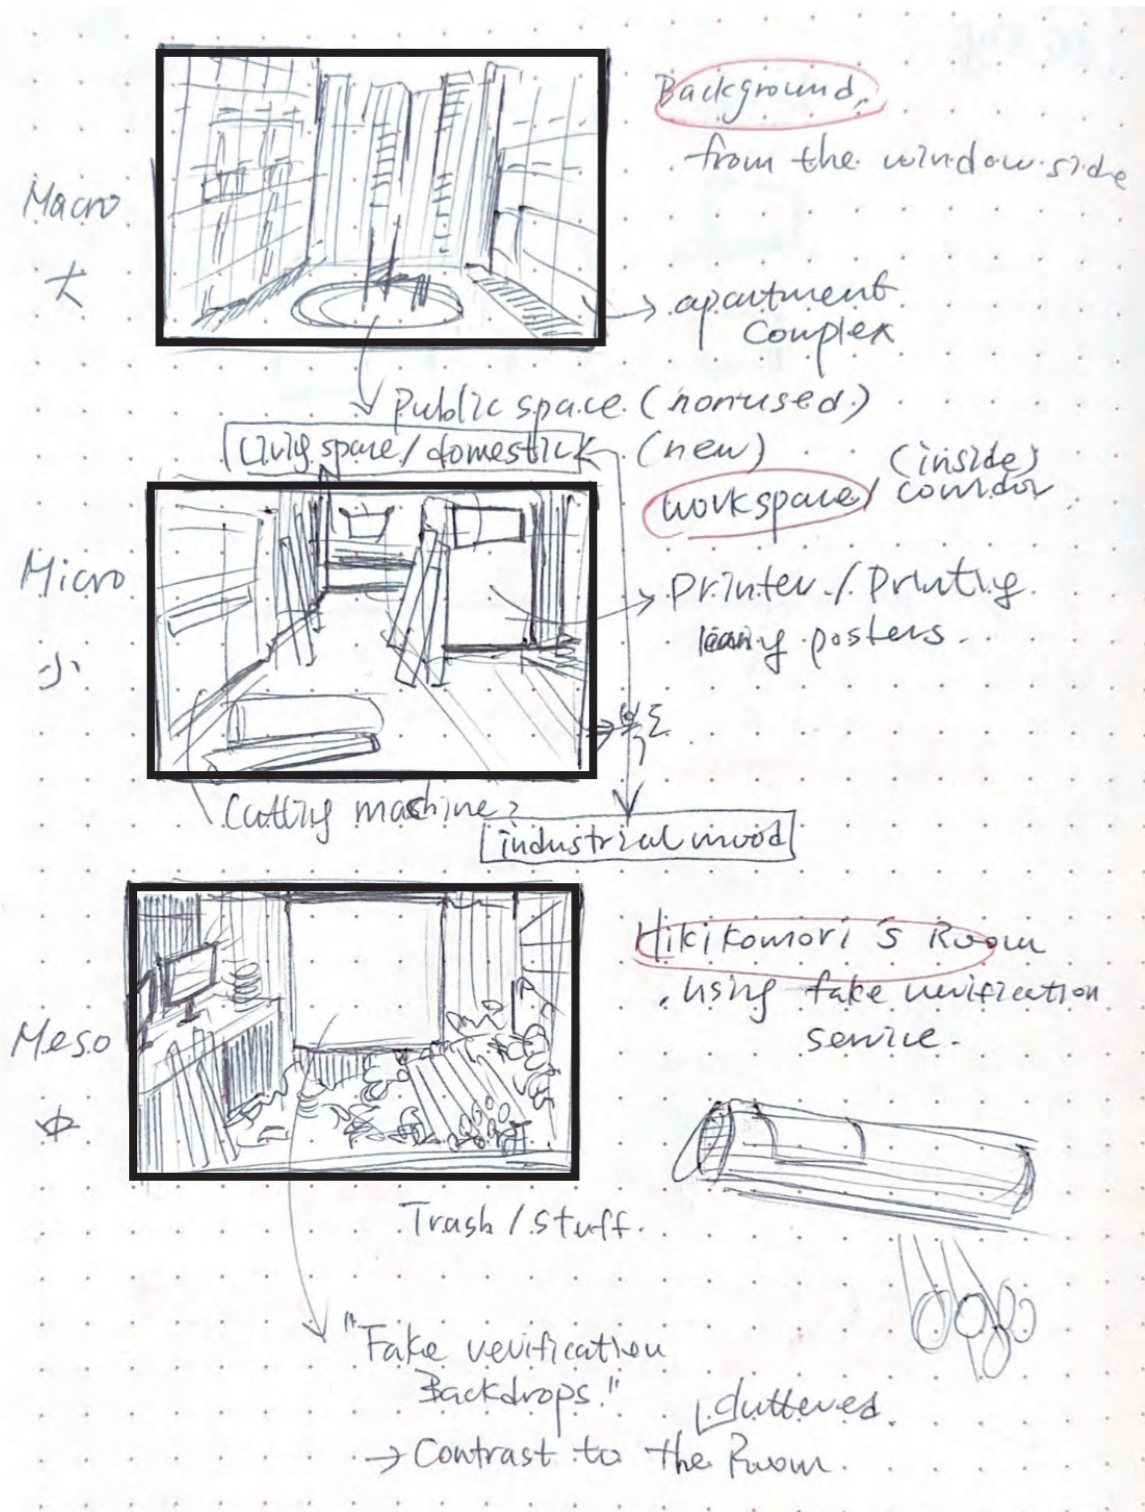 Background,
from the window side
Macro
大
apartment
complex
Public space (nonused)
Living space / domestick
(new)
workspace /
(inside)
corridor
Micro
小
Printer / Printing
leaning posters.
Cutting machine?
industrial mood
Hikikomori's Room
using fake verification
service.
Meso
中
Trash / stuff.
"Fake verification
Backdrops."
cluttered.
→ Contrast to the Room.